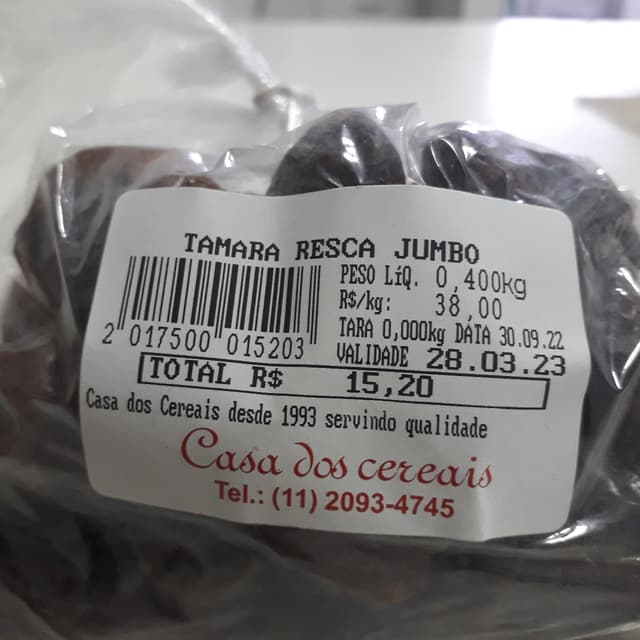 TAMARA RESCA JUMBO
PESO LíQ. 0,400kg
R$/kg: 38,00
TARA 0,000kg DATA 30.09.22
VALIDADE 28.03.23
2 017500 015203
TOTAL R$ 15,20
Casa dos Cereais desde 1993 servindo qualidade
Casa dos cereais
Tel.: (11) 2093-4745